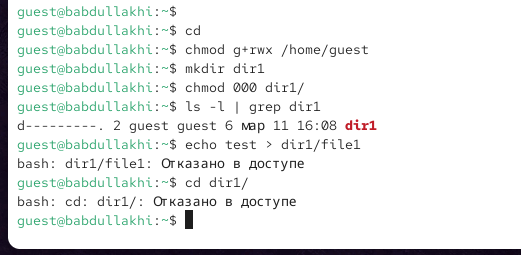 guest@babdullakhi:~$
guest@babdullakhi:~$ cd
guest@babdullakhi:~$ chmod g+rwx /home/guest
guest@babdullakhi:~$ mkdir dir1
guest@babdullakhi:~$ chmod 000 dir1/
guest@babdullakhi:~$ ls -l | grep dir1
d---------. 2 guest guest 6 мар 11 16:08 dir1
guest@babdullakhi:~$ echo test > dir1/file1
bash: dir1/file1: Отказано в доступе
guest@babdullakhi:~$ cd dir1/
bash: cd: dir1/: Отказано в доступе
guest@babdullakhi:~$